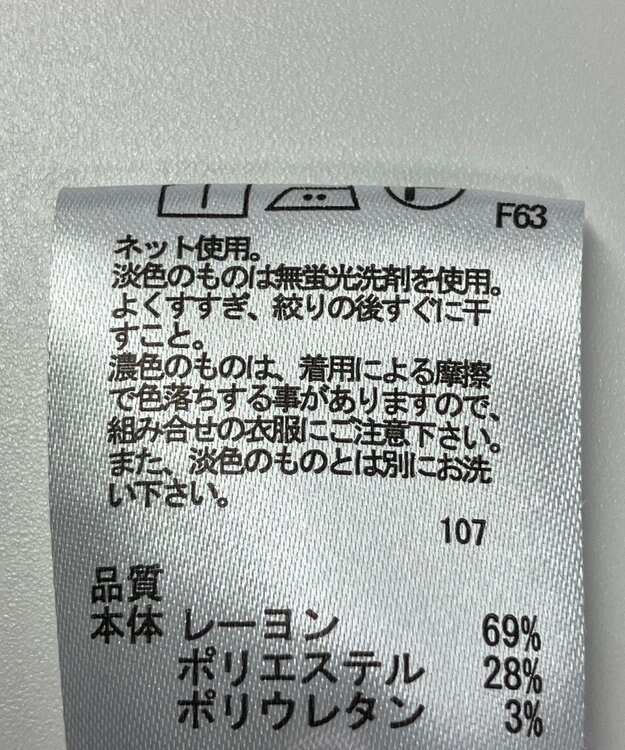 F63
ネット使用。
淡色のものは無蛍光洗剤を使用。
よくすすぎ、絞りの後すぐに干
すこと。
濃色のものは、着用による摩擦
で色落ちする事がありますので、
組み合せの衣服にご注意下さい。
また、淡色のものとは別にお洗
い下さい。
107
品質
本体 レーヨン 69%
ポリエステル 28%
ポリウレタン 3%